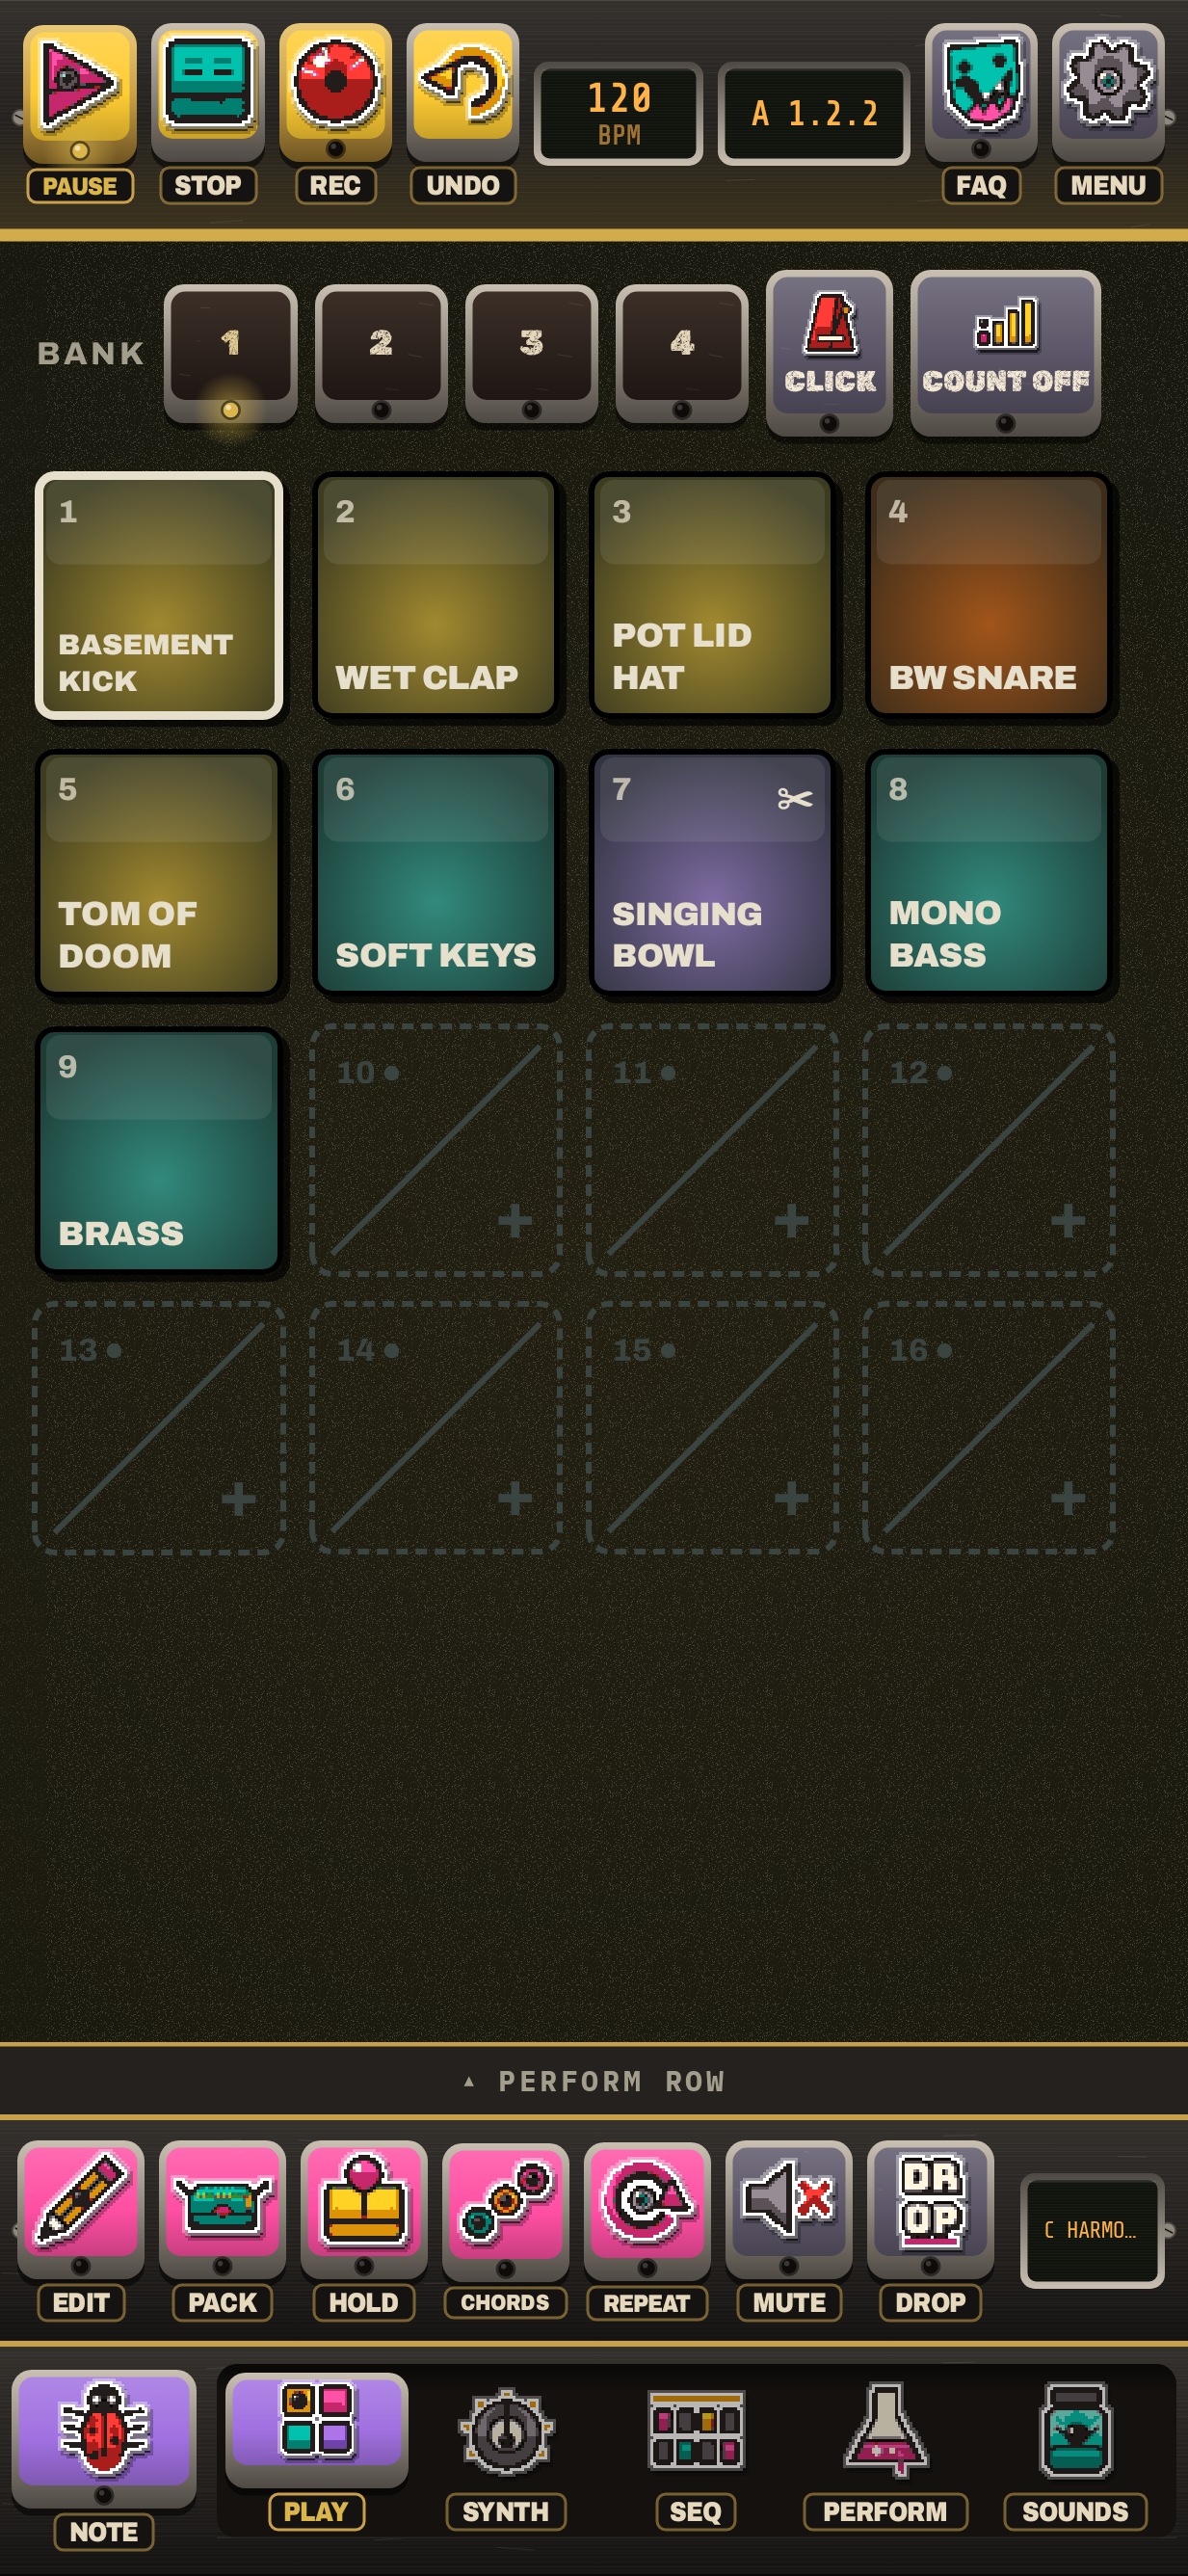 120
BPM
A 1.2.2
PAUSE
STOP
REC
UNDO
FAQ
MENU
BANK
1
2
3
4
CLICK
COUNT OFF
1
BASEMENT
KICK
2
WET CLAP
3
POT LID
HAT
4
BW SNARE
5
TOM OF
DOOM
6
SOFT KEYS
7
SINGING
BOWL
8
MONO
BASS
9
BRASS
10
11
12
13
14
15
16
▲ PERFORM ROW
DR
OP
C HARMO…
EDIT
PACK
HOLD
CHORDS
REPEAT
MUTE
DROP
NOTE
PLAY
SYNTH
SEQ
PERFORM
SOUNDS